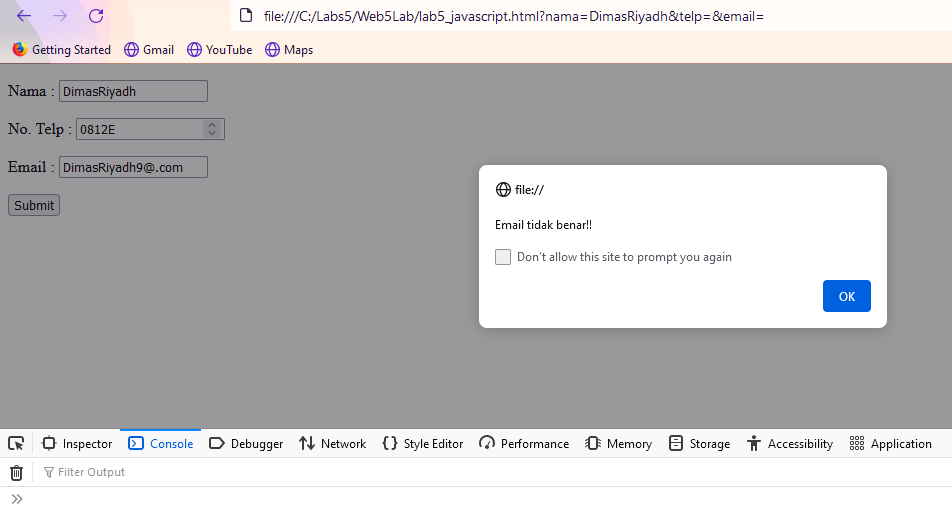 file:///C:/Labs5/Web5Lab/lab5_javascript.html?nama=DimasRiyadh&telp=&email=
Getting Started Gmail YouTube Maps
Nama : DimasRiyadh
No. Telp : 0812E
Email : DimasRiyadh9@.com
Submit
file://
Email tidak benar!!
Don't allow this site to prompt you again
OK
Inspector Console Debugger Network Style Editor Performance Memory Storage Accessibility Application
Filter Output